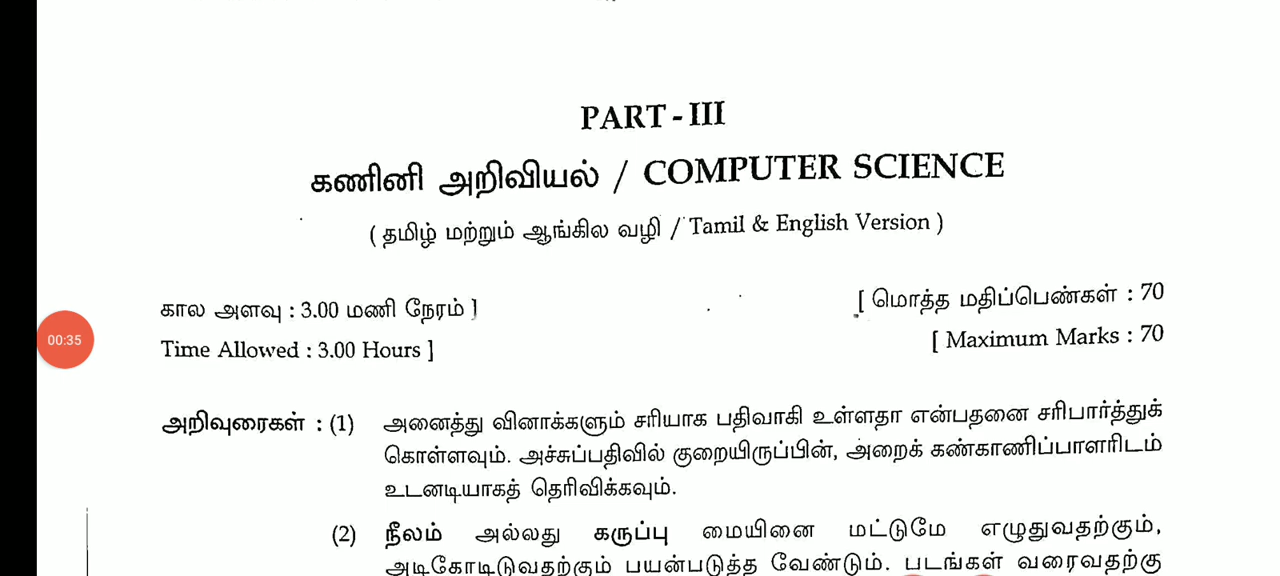 PART - III
கணினி அறிவியல் / COMPUTER SCIENCE
( தமிழ் மற்றும் ஆங்கில வழி / Tamil & English Version )
கால அளவு : 3.00 மணி நேரம் ] [ மொத்த மதிப்பெண்கள் : 70
Time Allowed : 3.00 Hours ] [ Maximum Marks : 70
00:35
அறிவுரைகள் : (1) அனைத்து வினாக்களும் சரியாக பதிவாகி உள்ளதா என்பதனை சரிபார்த்துக்
கொள்ளவும். அச்சுப்பதிவில் குறையிருப்பின், அறைக் கண்காணிப்பாளரிடம்
உடனடியாகத் தெரிவிக்கவும்.
(2) நீலம் அல்லது கருப்பு மையினை மட்டுமே எழுதுவதற்கும்,
அடிகோடிடுவதற்கும் பயன்படுத்த வேண்டும். படங்கள் வரைவதற்கு